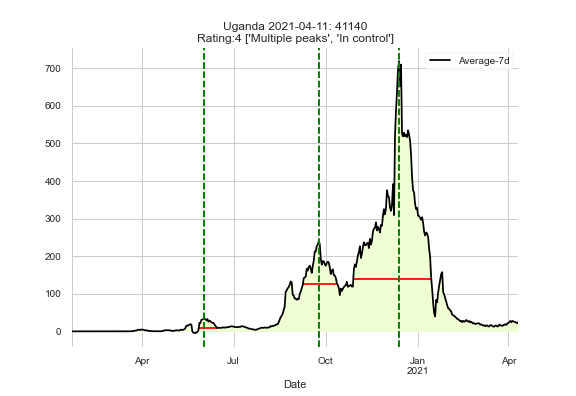 Uganda 2021-04-11: 41140
Rating:4 ['Multiple peaks', 'In control']
Average-7d
700
600
500
400
300
200
100
0
Apr
Jul
Oct
Jan
2021
Apr
Date